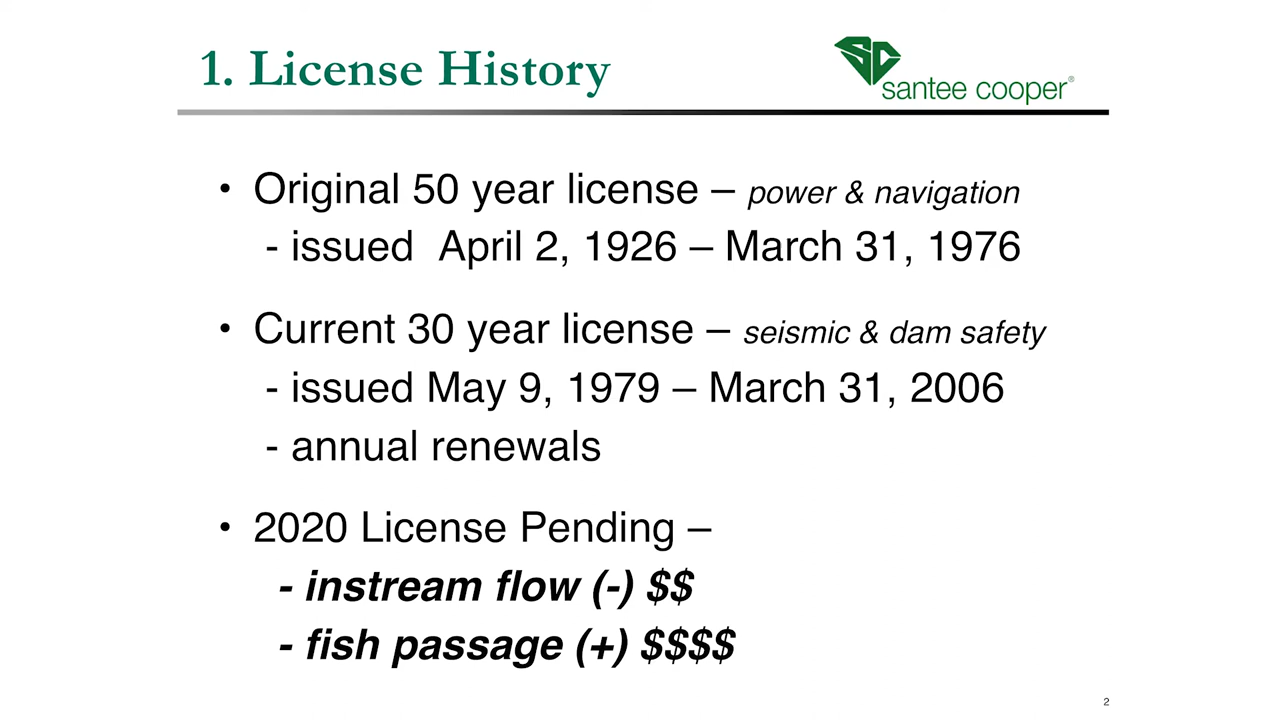 1. License History
SC
santee cooper®
• Original 50 year license – power & navigation
- issued  April 2, 1926 – March 31, 1976
• Current 30 year license – seismic & dam safety
- issued May 9, 1979 – March 31, 2006
- annual renewals
• 2020 License Pending –
- instream flow (-) $$
- fish passage (+) $$$$
2